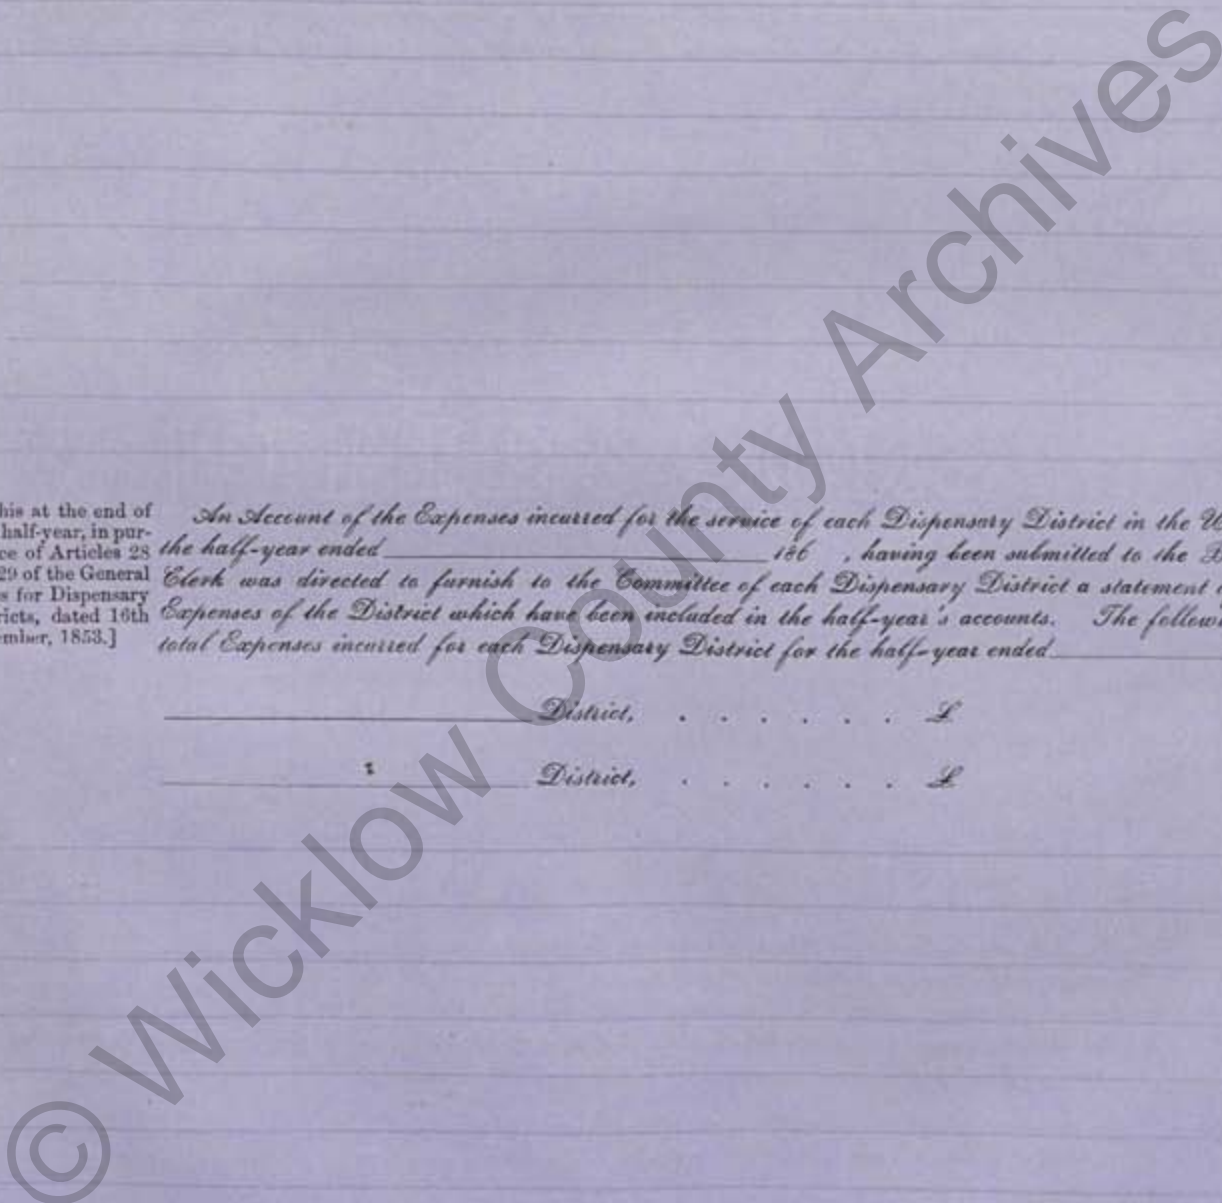 his at the end of
half-year, in pur-
ce of Articles 28
29 of the General
s for Dispensary
ricts, dated 16th
ember, 1853.]
An Account of the Expenses incurred for the service of each Dispensary District in the U
the half-year ended 186 , having been submitted to the B
Clerk was directed to furnish to the Committee of each Dispensary District a statement
Expenses of the District which have been included in the half-year's accounts. The follow
total Expenses incurred for each Dispensary District for the half-year ended
District, . . . . . . £
District, . . . . . . £
© Wicklow County Archives